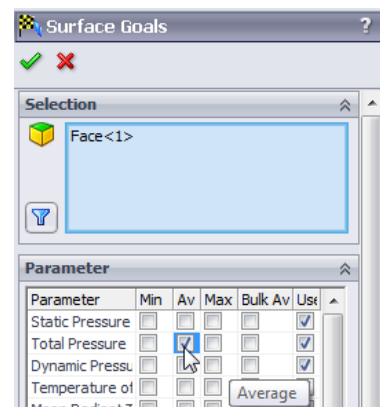 Surface Goals ?
Selection
Face<1>
Parameter
Parameter Min Av Max Bulk Av Use
Static Pressure
Total Pressure
Dynamic Pressu
Temperature of
Average